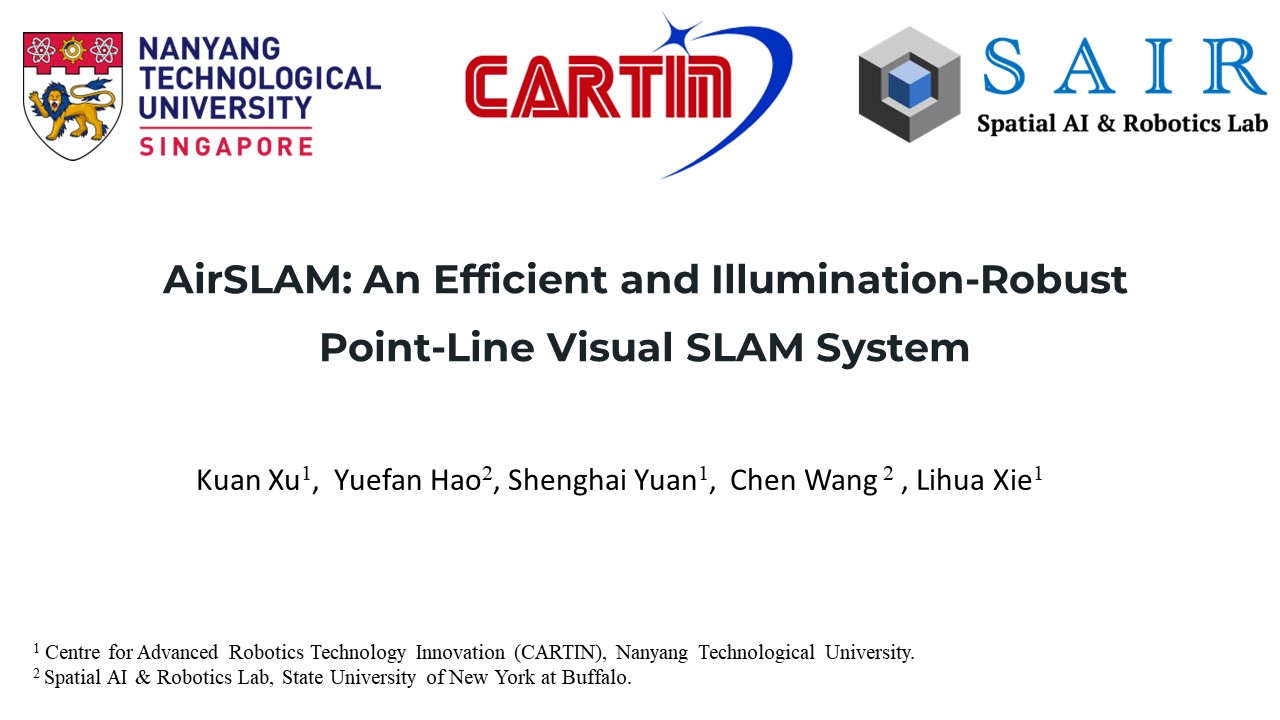 NANYANG
TECHNOLOGICAL
UNIVERSITY
SINGAPORE
CARTIN
SAIR
Spatial AI & Robotics Lab
AirSLAM: An Efficient and Illumination-Robust
Point-Line Visual SLAM System
Kuan Xu¹, Yuefan Hao², Shenghai Yuan¹, Chen Wang ² , Lihua Xie¹
¹ Centre for Advanced Robotics Technology Innovation (CARTIN), Nanyang Technological University.
² Spatial AI & Robotics Lab, State University of New York at Buffalo.